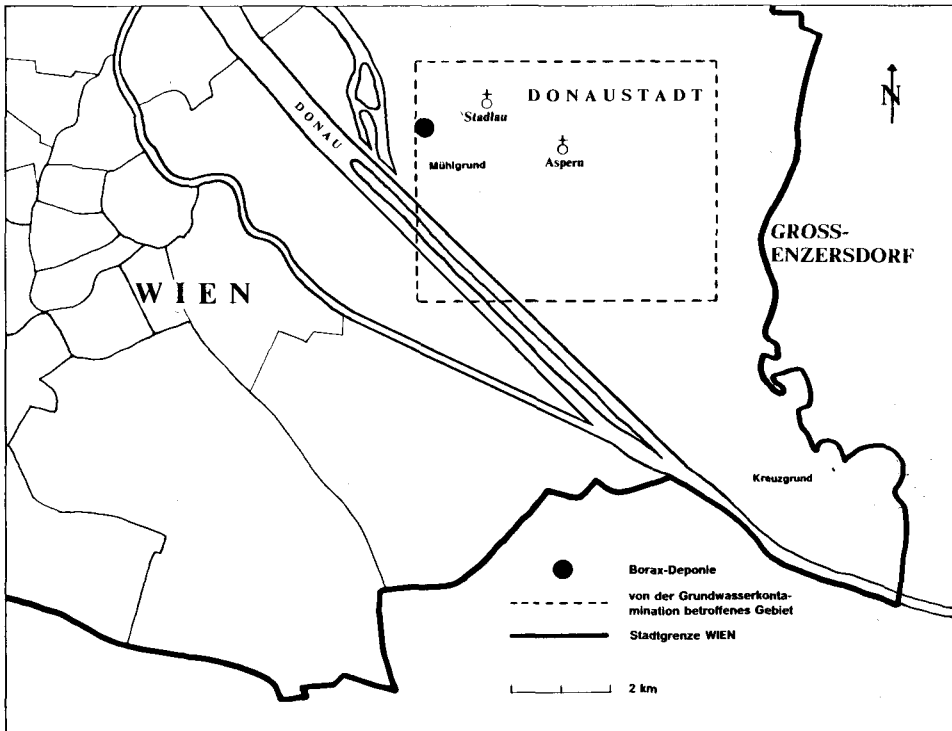 DONAUSTADT
N
Stadlau
DONAU
Mühlgrund
Aspern
GROSS-
ENZERSDORF
WIEN
Kreuzgrund
Borax-Deponie
von der Grundwasserkonta-
mination betroffenes Gebiet
Stadtgrenze WIEN
2 km